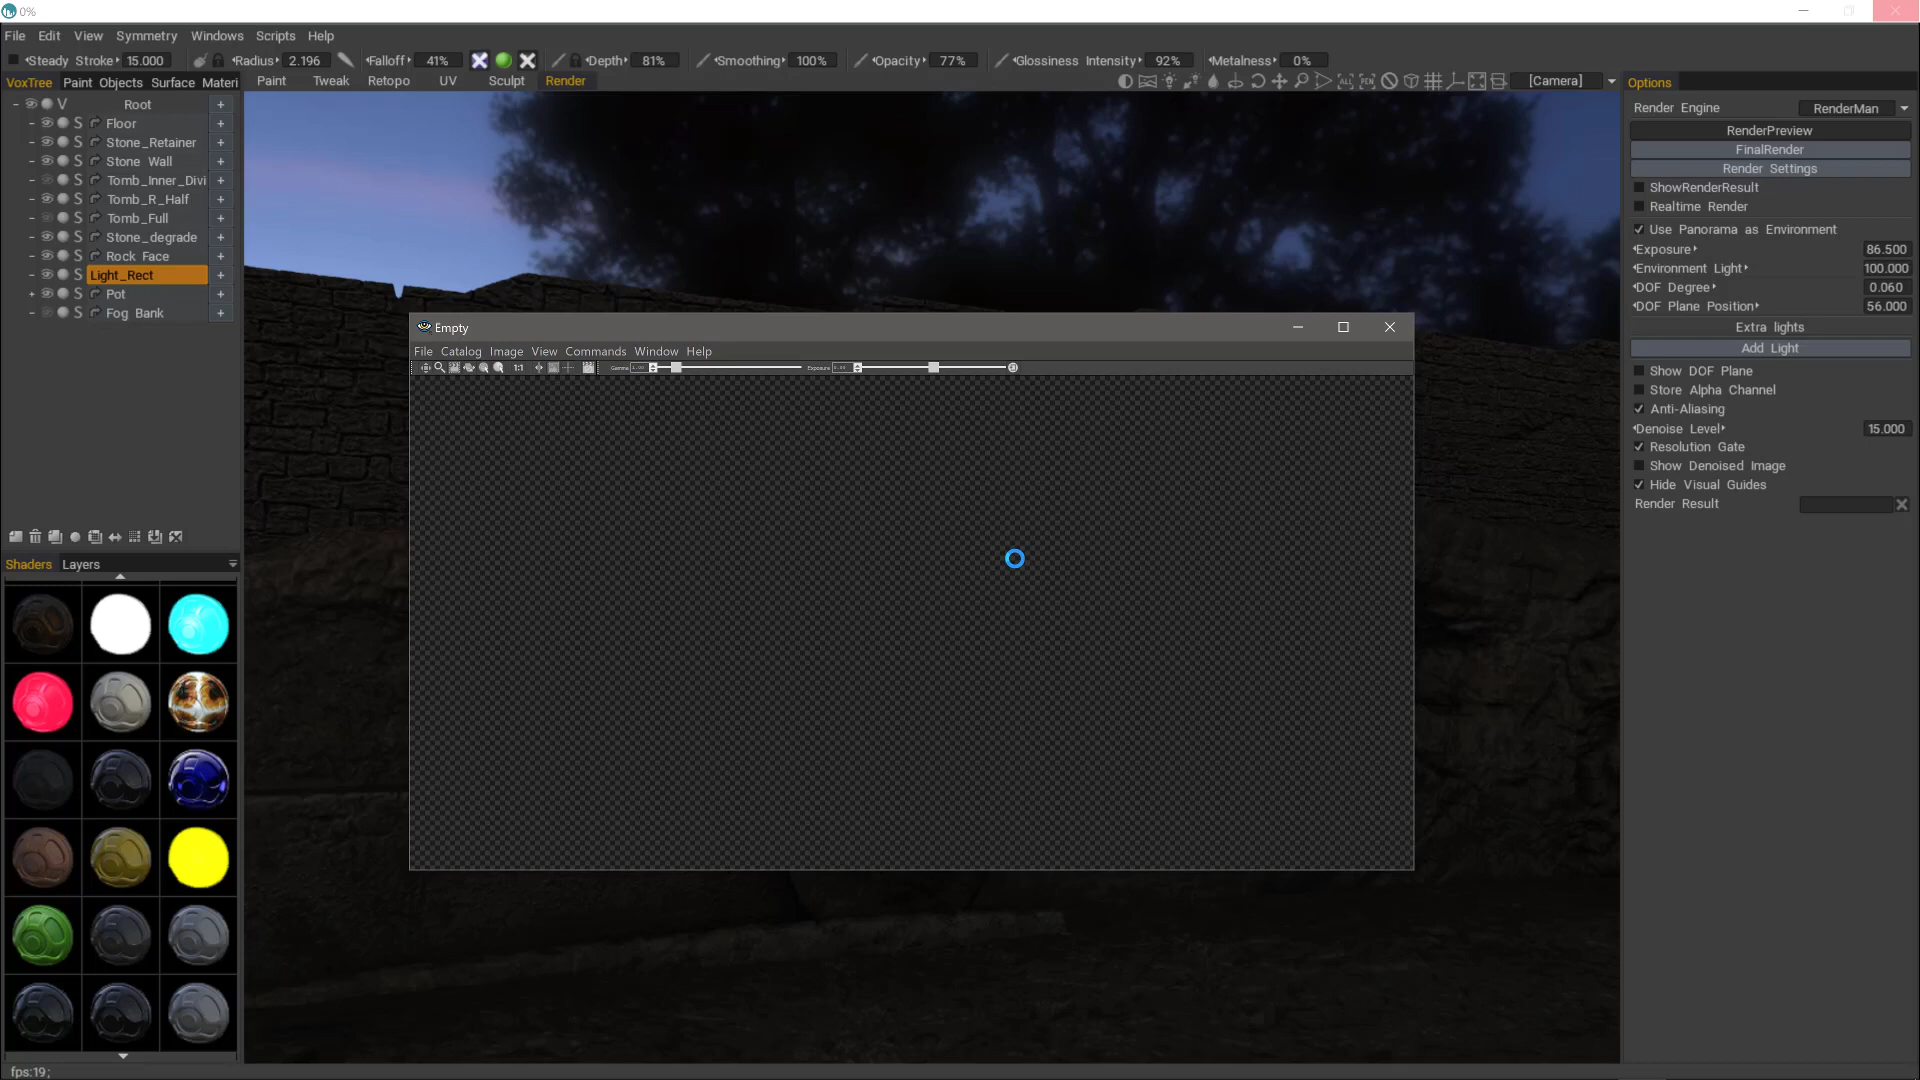 0%
File Edit View Symmetry Windows Scripts Help
Steady Stroke 15.000 Radius 2.196 Falloff 41% Depth 81% Smoothing 100% Opacity 77% Glossiness Intensity 92% Metalness 0%
VoxTree Paint Objects Surface Materi Paint Tweak Retopo UV Sculpt Render [Camera] Options
V Root +
S Floor +
S Stone_Retainer +
S Stone Wall +
S Tomb_Inner_Divi +
S Tomb_R_Half +
S Tomb_Full +
S Stone_degrade +
S Rock Face +
S Light_Rect +
S Pot +
S Fog Bank +
Shaders Layers
fps:19;
Empty
File Catalog Image View Commands Window Help
1:1 Gamma 1.00 Exposure 0.00
Render Engine RenderMan
RenderPreview
FinalRender
Render Settings
ShowRenderResult
Realtime Render
Use Panorama as Environment
Exposure 86.500
Environment Light 100.000
DOF Degree 0.060
DOF Plane Position 56.000
Extra lights
Add Light
Show DOF Plane
Store Alpha Channel
Anti-Aliasing
Denoise Level 15.000
Resolution Gate
Show Denoised Image
Hide Visual Guides
Render Result